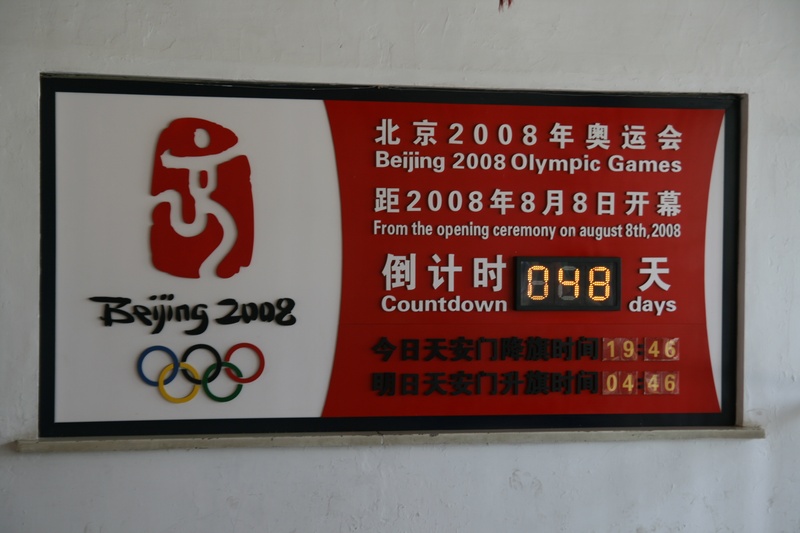 Beijing 2008
北京2008年奥运会
Beijing 2008 Olympic Games
距2008年8月8日开幕
From the opening ceremony on august 8th,2008
倒计时 048 天
Countdown days
今日天安门降旗时间 19:46
明日天安门升旗时间 04:46